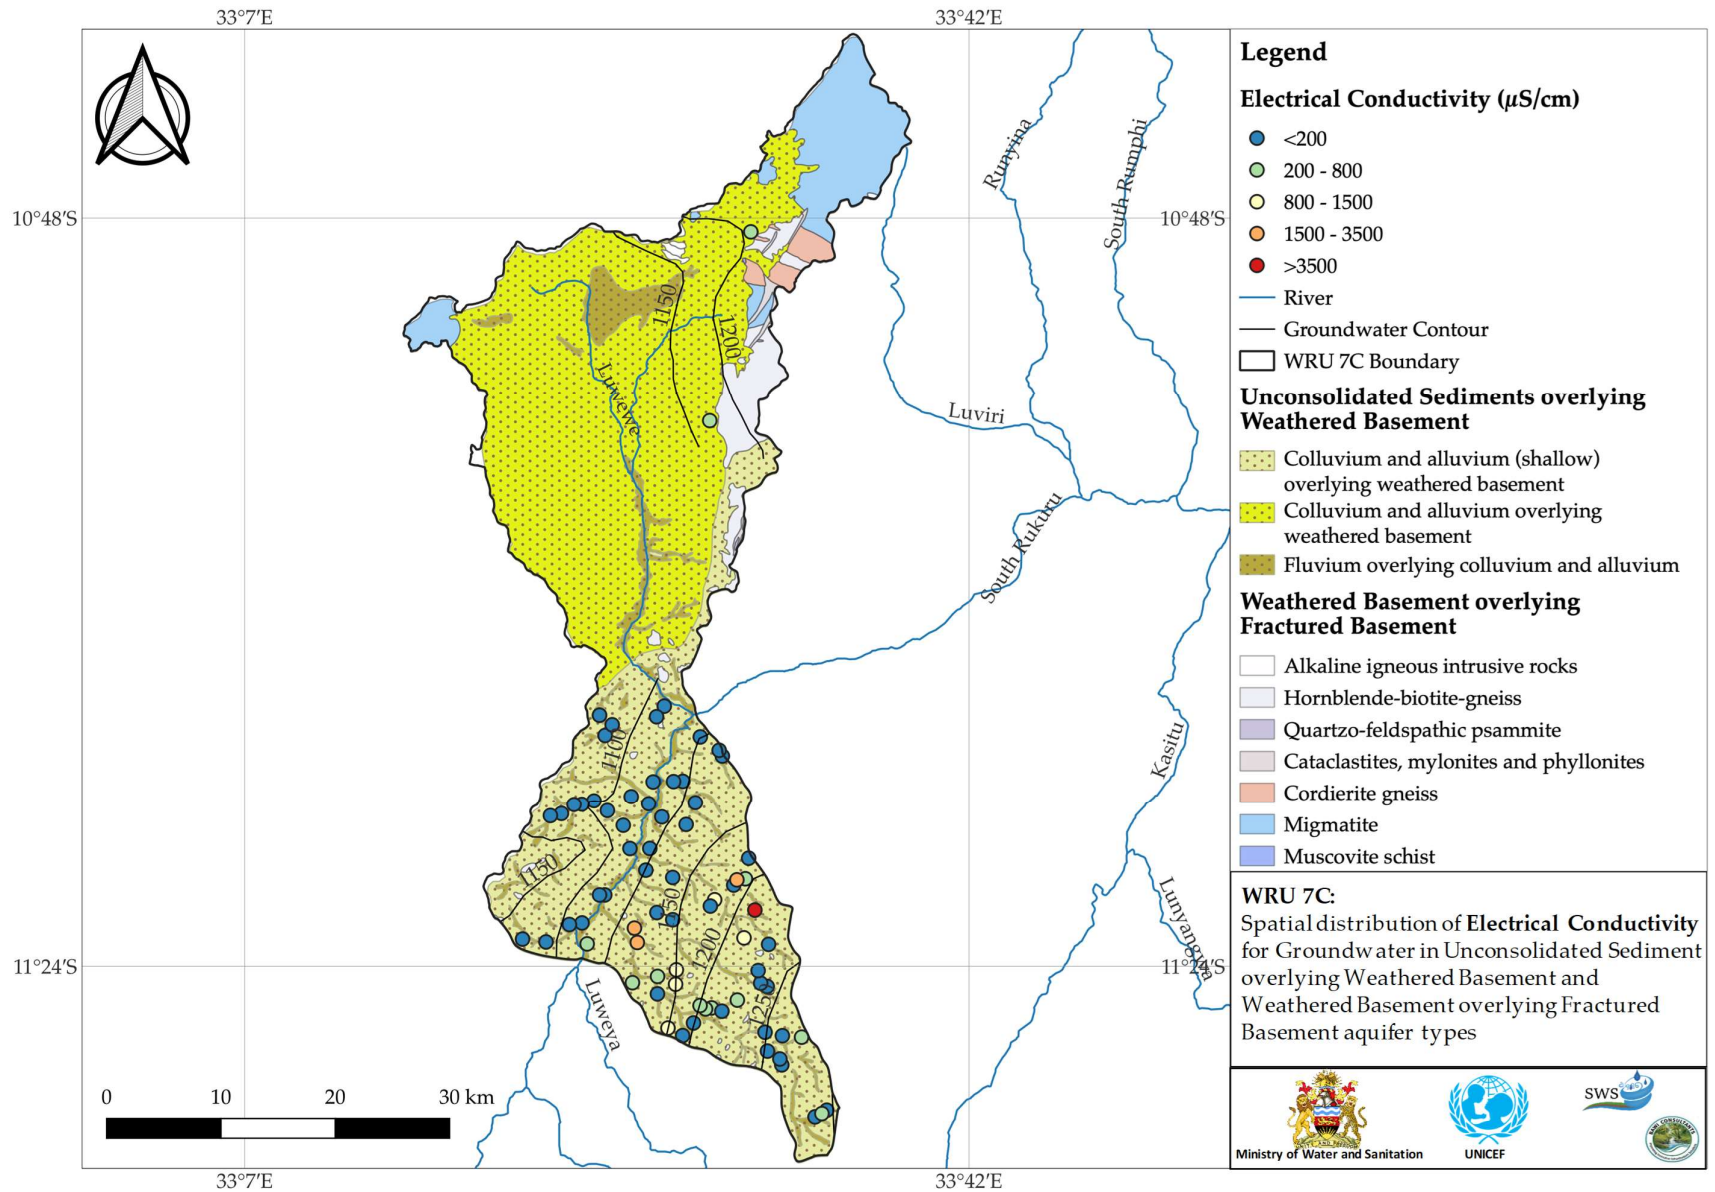 33°7′E
33°42′E
10°48′S
10°48′S
11°24′S
11°24′S
33°7′E
33°42′E
Runyina
South Rumphi
Luviri
South Rukuru
Kasitu
Lunyangwa
Luwewe
Luweya
1150
1200
1100
1150
1150
1200
1250
0 10 20 30 km
Legend
Electrical Conductivity (µS/cm)
<200
200 - 800
800 - 1500
1500 - 3500
>3500
River
Groundwater Contour
WRU 7C Boundary
Unconsolidated Sediments overlying
Weathered Basement
Colluvium and alluvium (shallow)
overlying weathered basement
Colluvium and alluvium overlying
weathered basement
Fluvium overlying colluvium and alluvium
Weathered Basement overlying
Fractured Basement
Alkaline igneous intrusive rocks
Hornblende-biotite-gneiss
Quartzo-feldspathic psammite
Cataclastites, mylonites and phyllonites
Cordierite gneiss
Migmatite
Muscovite schist
WRU 7C:
Spatial distribution of Electrical Conductivity
for Groundwater in Unconsolidated Sediment
overlying Weathered Basement and
Weathered Basement overlying Fractured
Basement aquifer types
Ministry of Water and Sanitation
UNICEF
SWS